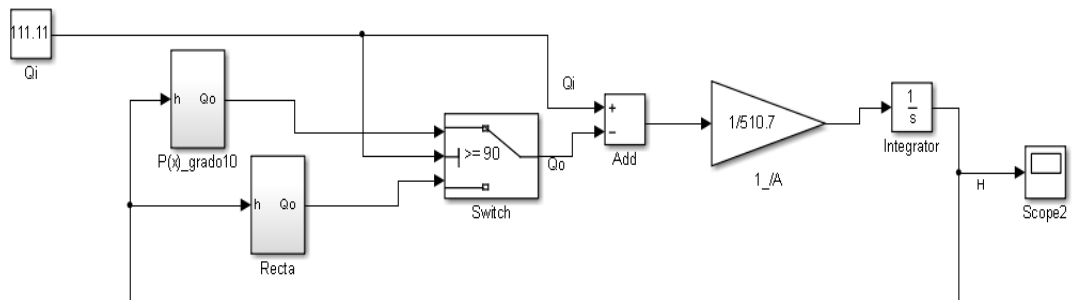 111.11
Qi
h
Qo
P(x)_grado10
h
Qo
Recta
>= 90
Switch
Qo
Qi
+
−
Add
1/510.7
1_/A
1
s
Integrator
H
Scope2